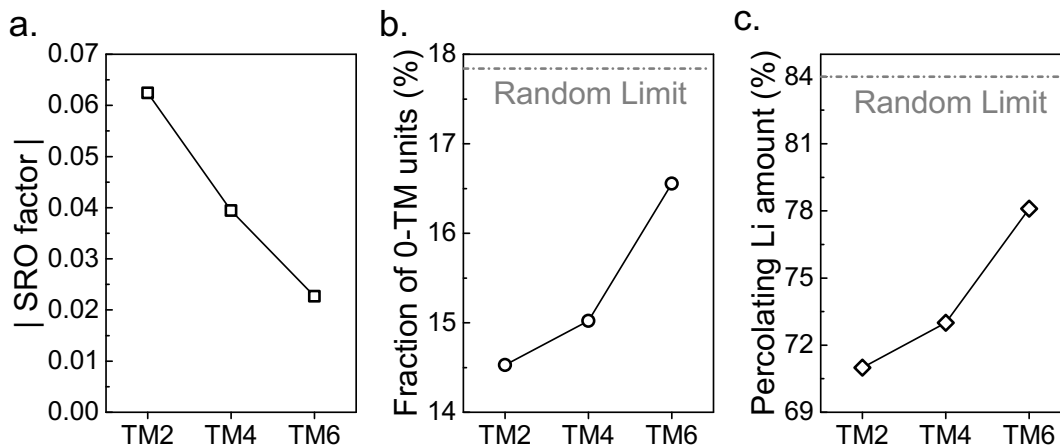 a.
| SRO factor |
0.07
0.06
0.05
0.04
0.03
0.02
0.01
0.00
TM2 TM4 TM6
b.
Fraction of 0-TM units (%)
18
17
16
15
14
Random Limit
TM2 TM4 TM6
c.
Percolating Li amount (%)
84
81
78
75
72
69
Random Limit
TM2 TM4 TM6